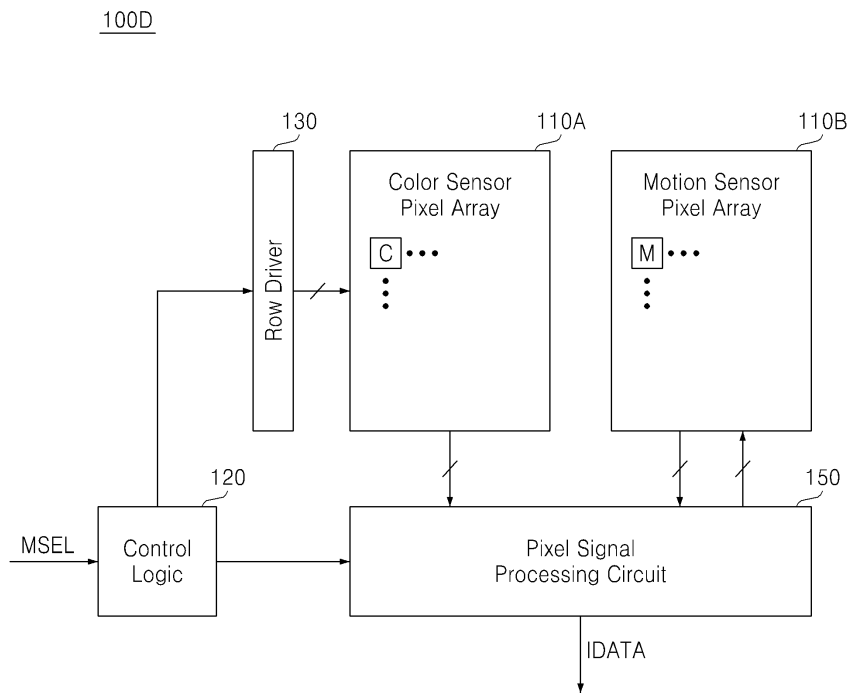 100D
130
110A
110B
Color Sensor
Pixel Array
Motion Sensor
Pixel Array
C
M
Row Driver
120
150
MSEL
Control
Logic
Pixel Signal
Processing Circuit
IDATA